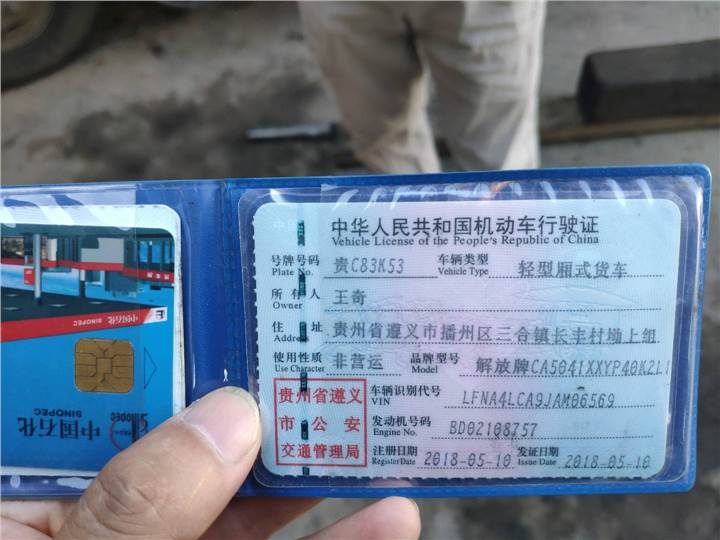 中华人民共和国机动车行驶证
Vehicle License of the People's Republic of China
号牌号码 贵C83K53 车辆类型 轻型厢式货车
Plate No. Vehicle Type
所有人 王奇
Owner
住址 贵州省遵义市播州区三合镇长丰村坳上组
Address
使用性质 非营运 品牌型号 解放牌CA5041XXYP40K2L1
Use Character Model
贵州省遵义
市公安
交通管理局
车辆识别代号 LFNA4LCA9JAM06569
VIN
发动机号码 BD02108757
Engine No.
注册日期 2018-05-10 发证日期 2018-05-10
Register Date Issue Date
中国石化
SINOPEC
中国石化
SINOPEC